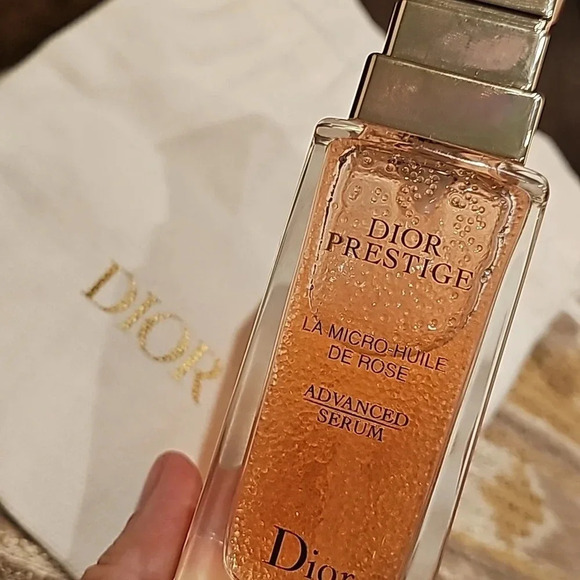 DIOR
DIOR
PRESTIGE
LA MICRO-HUILE
DE ROSE
ADVANCED
SERUM
Dior